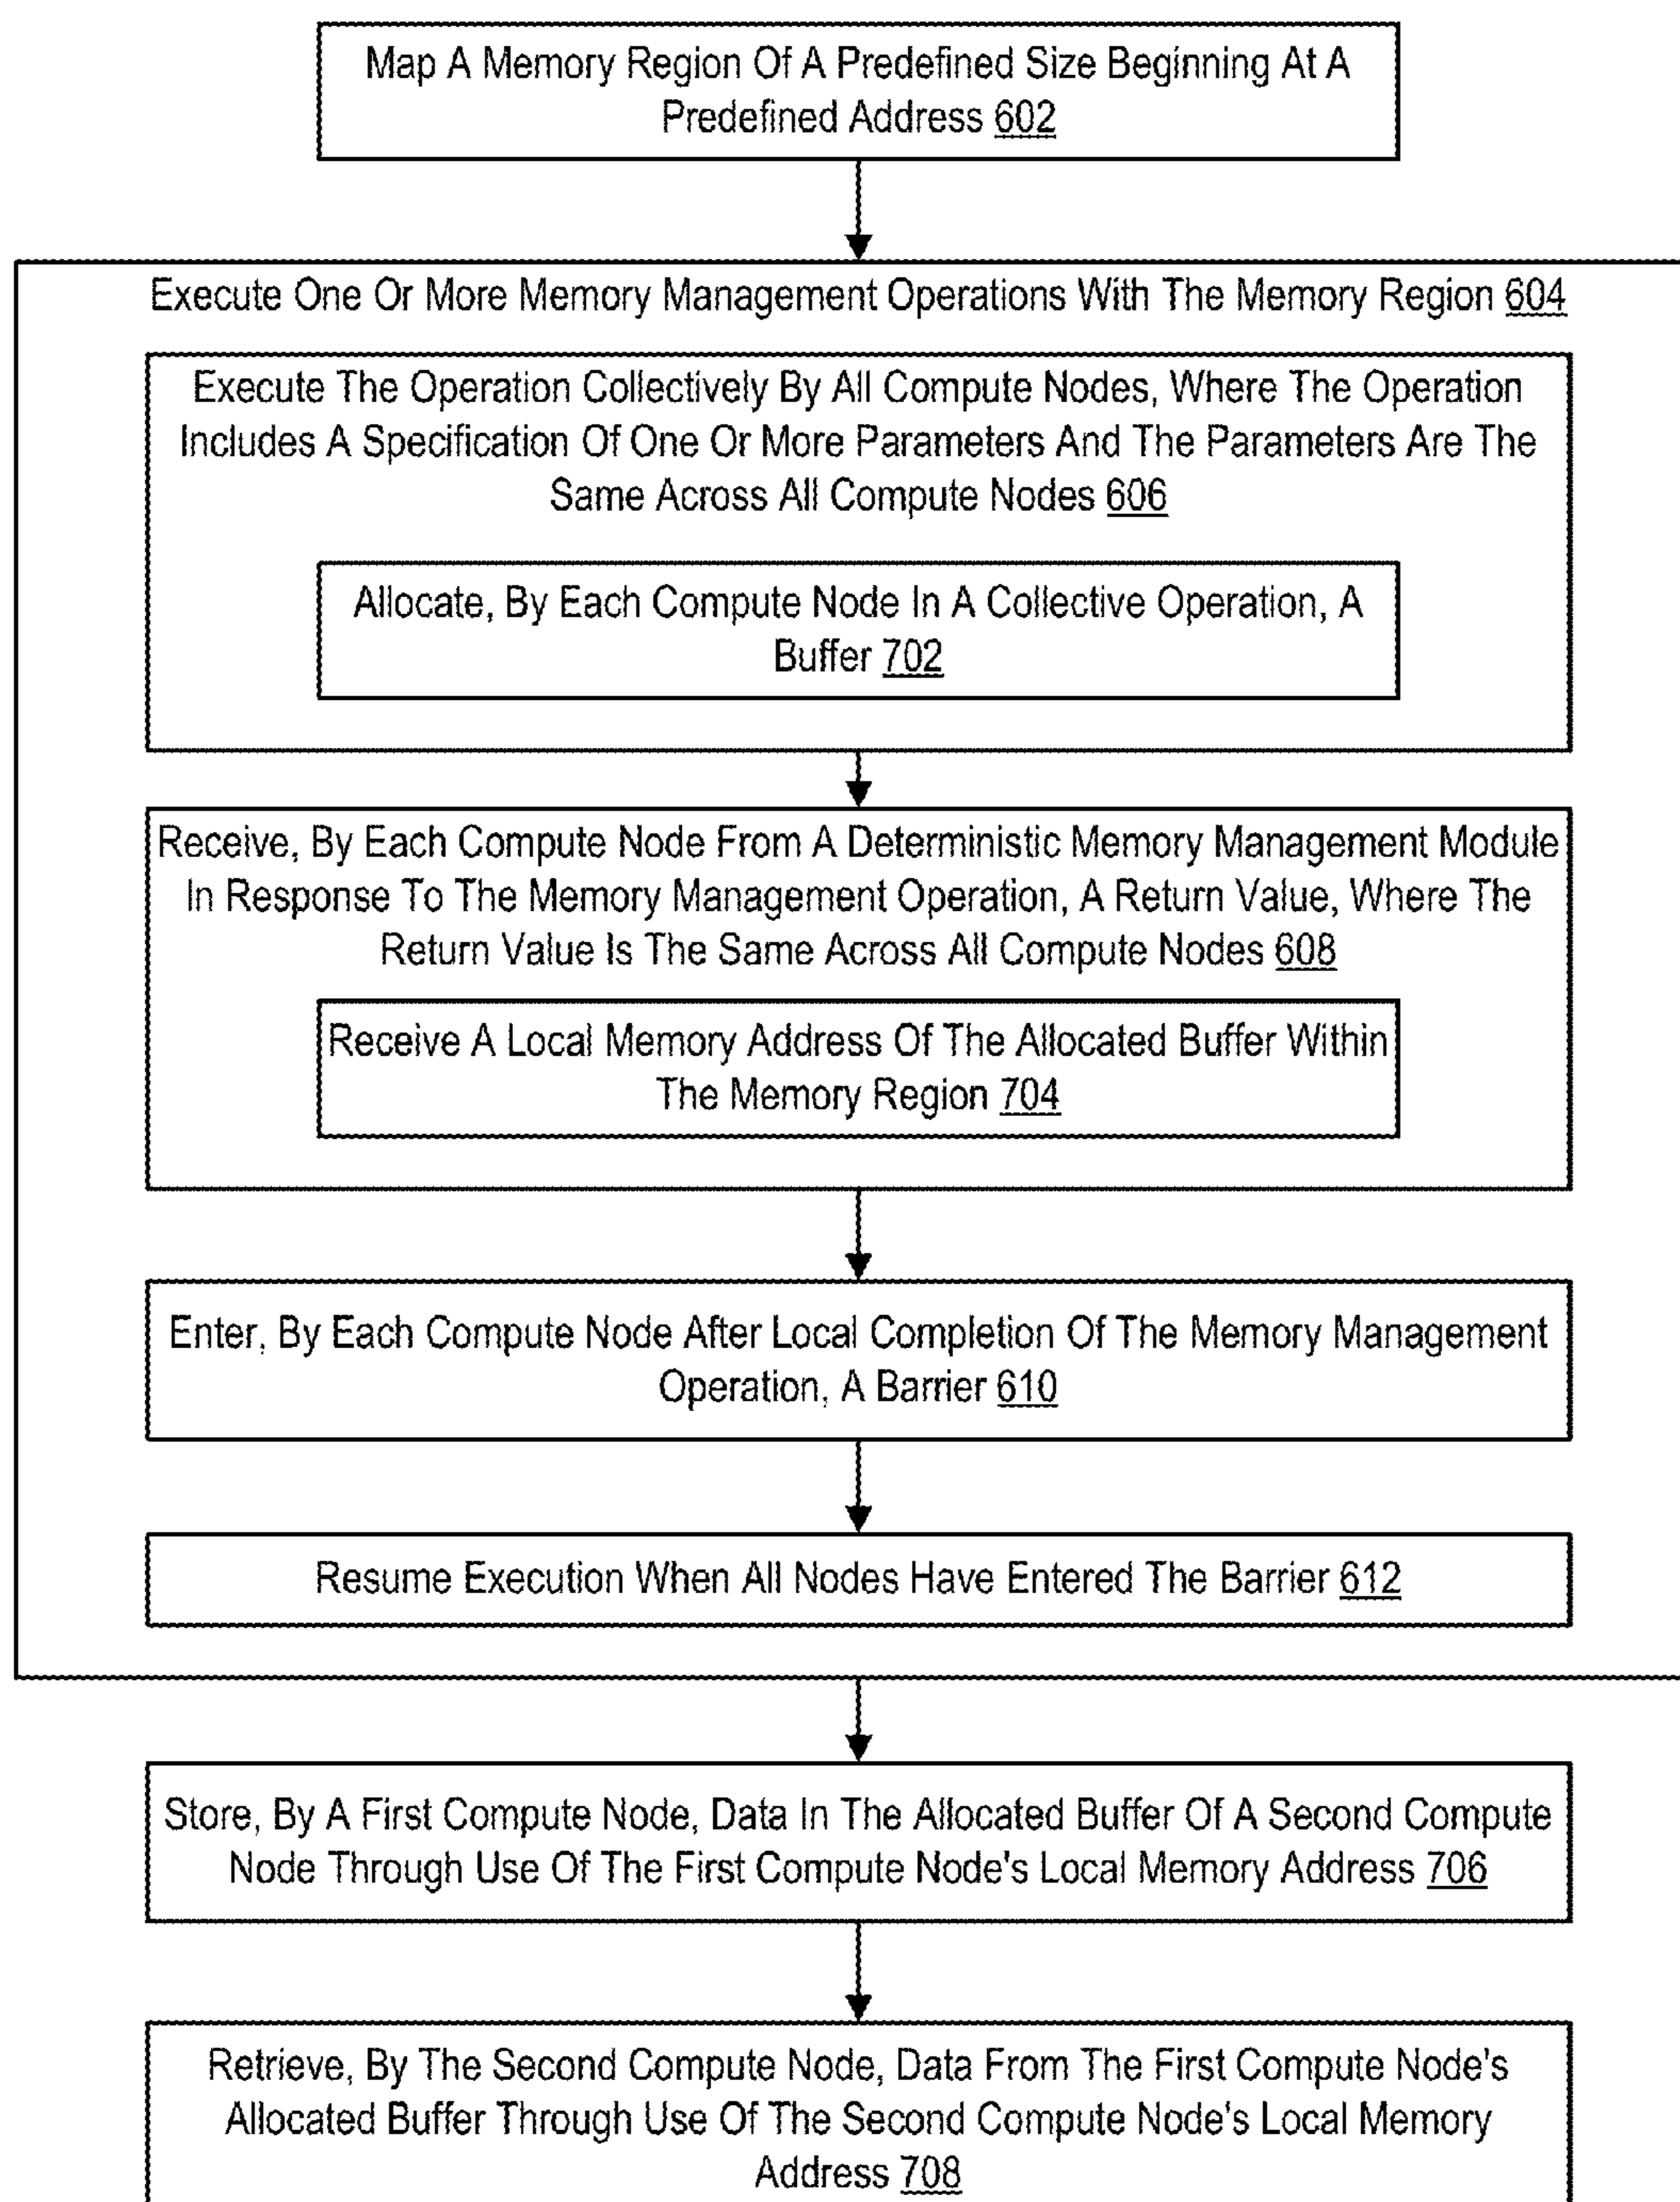 Map A Memory Region Of A Predefined Size Beginning At A
Predefined Address 602
Execute One Or More Memory Management Operations With The Memory Region 604
Execute The Operation Collectively By All Compute Nodes, Where The Operation
Includes A Specification Of One Or More Parameters And The Parameters Are The
Same Across All Compute Nodes 606
Allocate, By Each Compute Node In A Collective Operation, A
Buffer 702
Receive, By Each Compute Node From A Deterministic Memory Management Module
In Response To The Memory Management Operation, A Return Value, Where The
Return Value Is The Same Across All Compute Nodes 608
Receive A Local Memory Address Of The Allocated Buffer Within
The Memory Region 704
Enter, By Each Compute Node After Local Completion Of The Memory Management
Operation, A Barrier 610
Resume Execution When All Nodes Have Entered The Barrier 612
Store, By A First Compute Node, Data In The Allocated Buffer Of A Second Compute
Node Through Use Of The First Compute Node's Local Memory Address 706
Retrieve, By The Second Compute Node, Data From The First Compute Node's
Allocated Buffer Through Use Of The Second Compute Node's Local Memory
Address 708